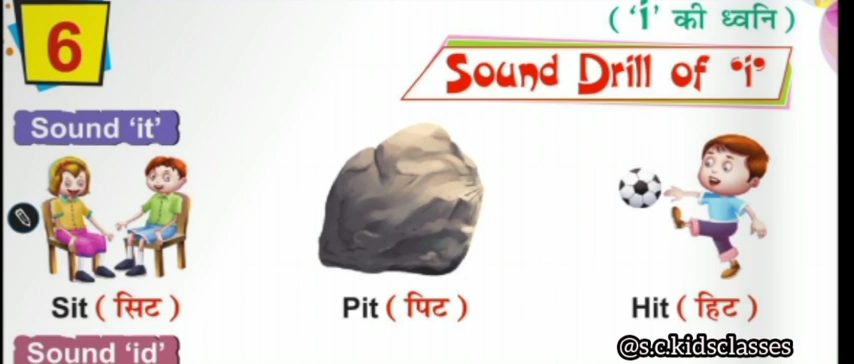 6
( 'i' की ध्वनि )
Sound Drill of 'i'
Sound 'it'
Sit ( सिट )
Pit ( पिट )
Hit ( हिट )
@s.c.kidsclasses
Sound 'id'